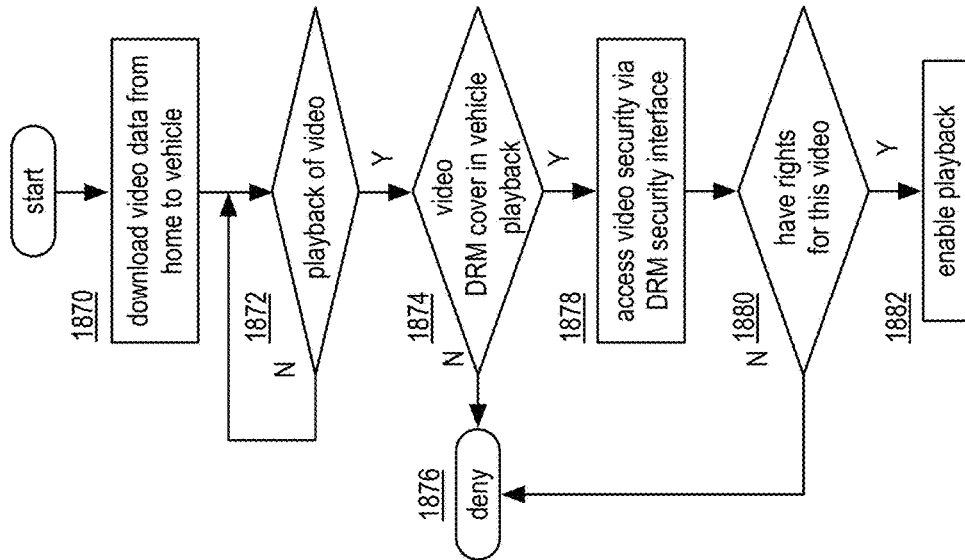 start
1870
download video data from
home to vehicle
1872
playback of video
N
Y
1874
video
DRM cover in vehicle
playback
N
Y
1876
deny
1878
access video security via
DRM security interface
1880
have rights
for this video
N
Y
1882
enable playback